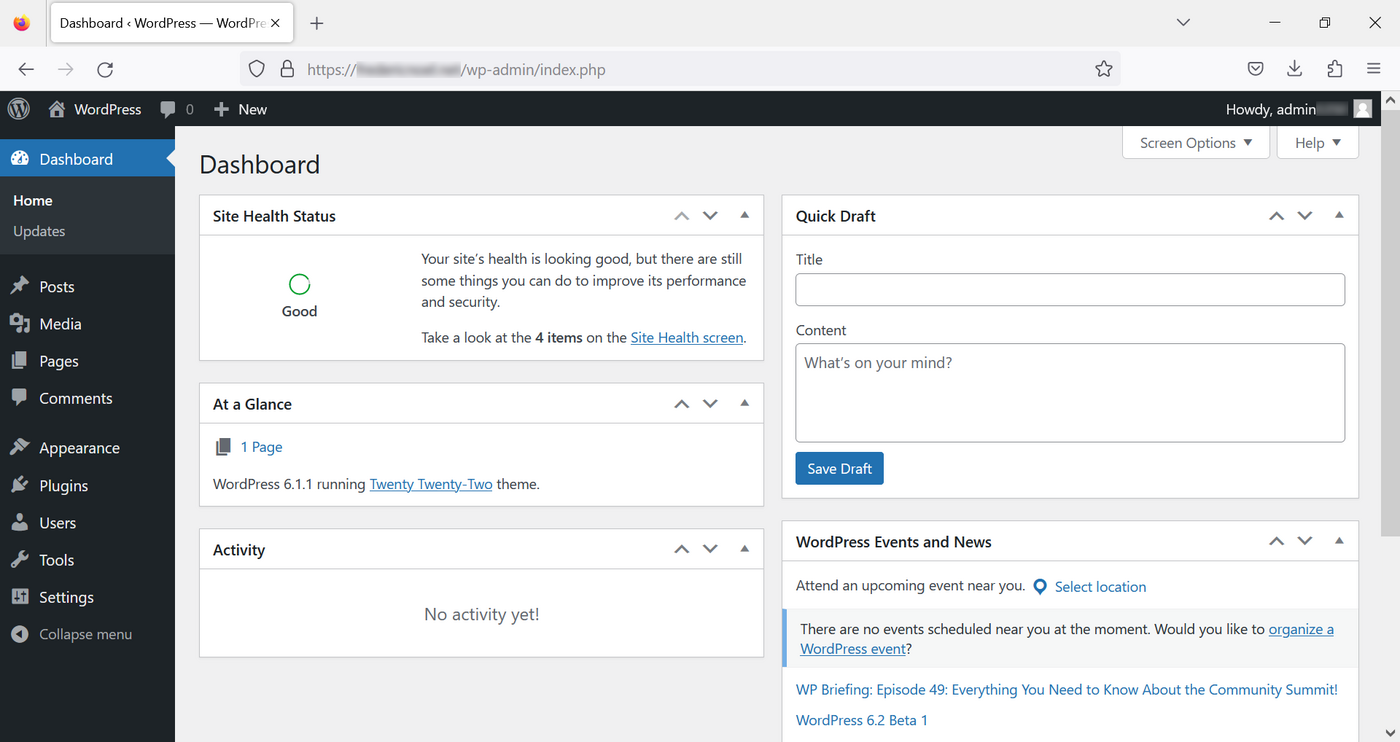 Dashboard ‹ WordPress — WordPre
https:// /wp-admin/index.php
WordPress 0 New
Howdy, admin
Dashboard
Home
Updates
Posts
Media
Pages
Comments
Appearance
Plugins
Users
Tools
Settings
Collapse menu
Screen Options
Help
Dashboard
Site Health Status
Good
Your site's health is looking good, but there are still
some things you can do to improve its performance
and security.
Take a look at the 4 items on the Site Health screen.
At a Glance
1 Page
WordPress 6.1.1 running Twenty Twenty-Two theme.
Activity
No activity yet!
Quick Draft
Title
Content
What's on your mind?
Save Draft
WordPress Events and News
Attend an upcoming event near you. Select location
There are no events scheduled near you at the moment. Would you like to organize a
WordPress event?
WP Briefing: Episode 49: Everything You Need to Know About the Community Summit!
WordPress 6.2 Beta 1